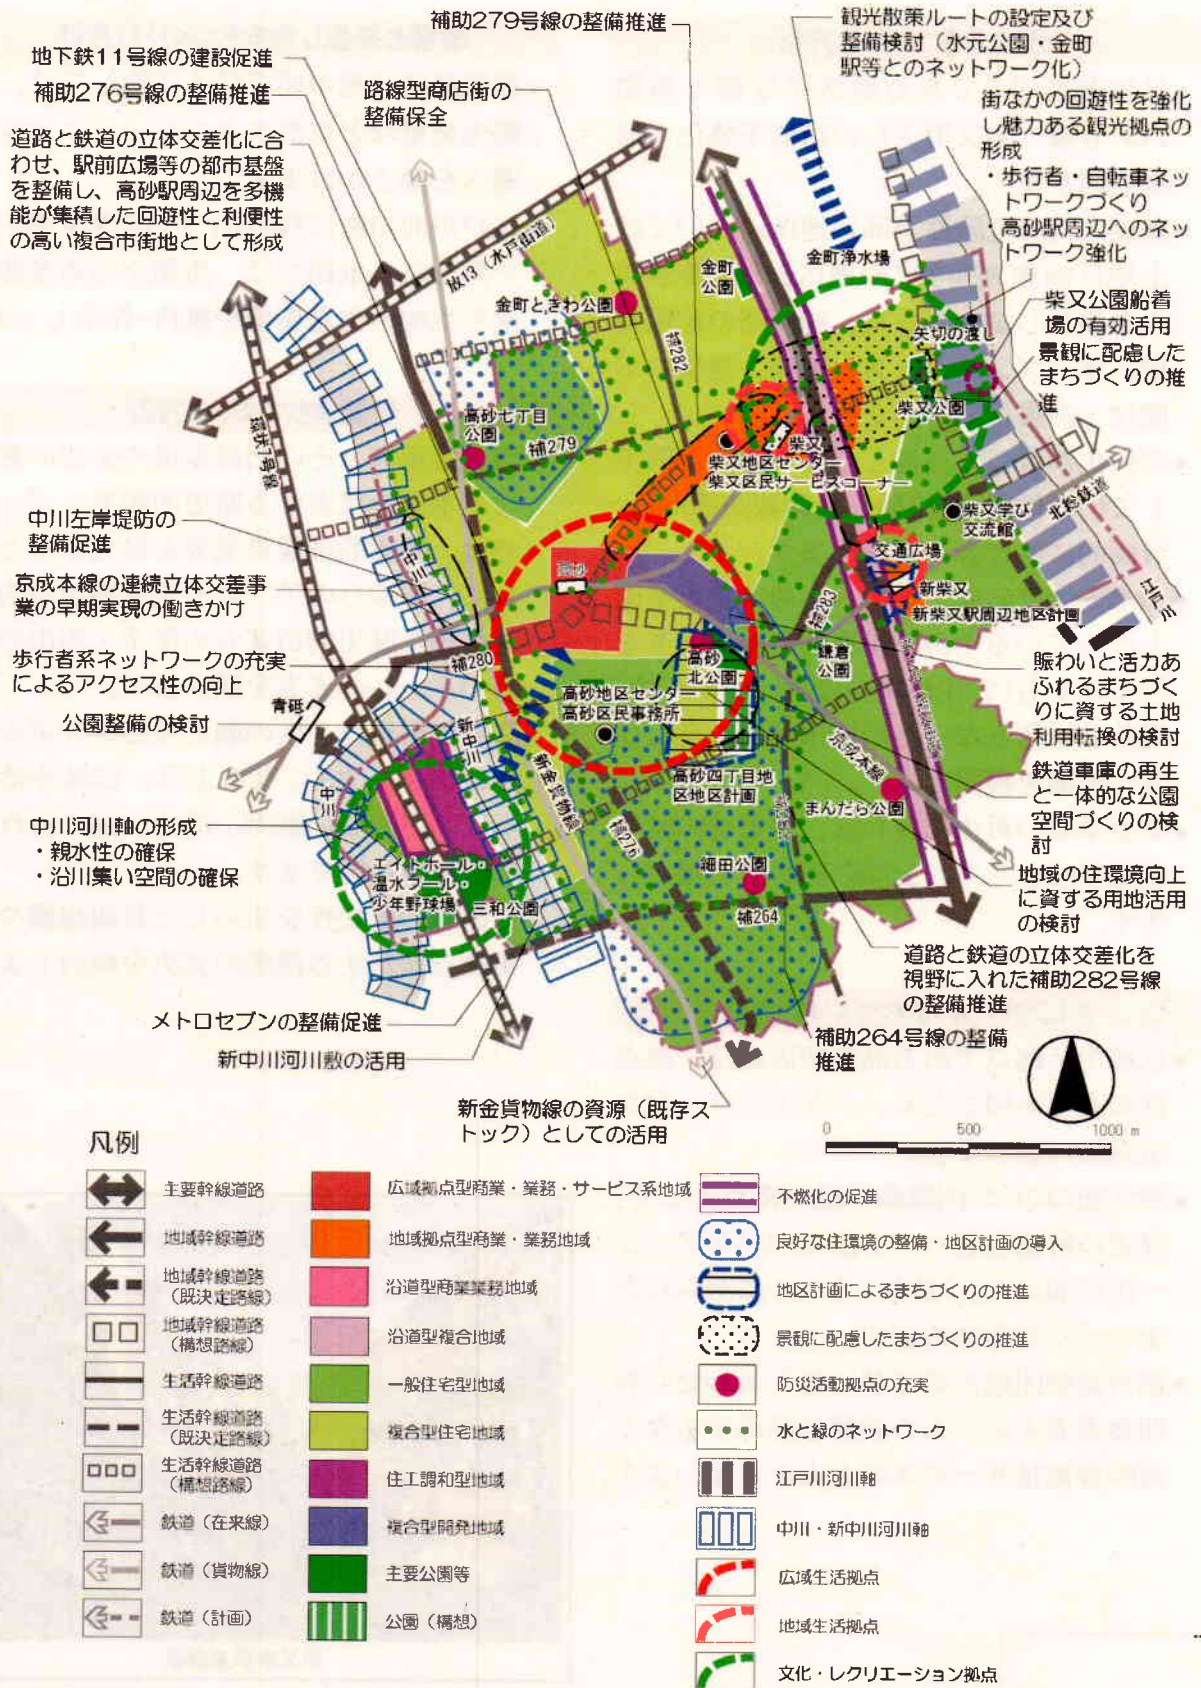 補助279号線の整備推進
観光散策ルートの設定及び
整備検討（水元公園・金町
駅等とのネットワーク化）
地下鉄11号線の建設促進
補助276号線の整備推進
路線型商店街の
整備保全
街なかの回遊性を強化
し魅力ある観光拠点の
形成
・歩行者・自転車ネッ
トワークづくり
・高砂駅周辺へのネッ
トワーク強化
道路と鉄道の立体交差化に合
わせ、駅前広場等の都市基盤
を整備し、高砂駅周辺を多機
能が集積した回遊性と利便性
の高い複合市街地として形成
放13（水戸街道）
金町浄水場
金町
公園
金町ときわ公園
柴又公園船着
場の有効活用
矢切の渡し
景観に配慮した
まちづくりの推
進
補282
環状7号線
高砂七丁目
公園
補279
柴又公園
柴又
柴又地区センター
柴又区民サービスコーナー
北総鉄道
柴又学び
交流館
中川左岸堤防の
整備促進
中川
交通広場
高砂
新柴又
江戸川
京成本線の連続立体交差事
業の早期実現の働きかけ
補283
新柴又駅周辺地区計画
歩行者系ネットワークの充実
によるアクセス性の向上
補280
高砂
北公園
鎌倉
公園
賑わいと活力あ
ふれるまちづく
りに資する土地
利用転換の検討
高砂地区センター
高砂区民事務所
青砥
公園整備の検討
新中川
新金貨物線
京成本線
鉄道車庫の再生
と一体的な公園
空間づくりの検
討
高砂四丁目地
区地区計画
まんだら公園
中川
補276
中川河川軸の形成
・親水性の確保
・沿川集い空間の確保
エイトホール・
温水プール・
少年野球場
細田公園
地域の住環境向上
に資する用地活用
の検討
三和公園
補264
道路と鉄道の立体交差化を
視野に入れた補助282号線
の整備推進
メトロセブンの整備促進
補助264号線の整備
推進
新中川河川敷の活用
新金貨物線の資源（既存ス
トック）としての活用
0 500 1000 m
凡例
主要幹線道路
地域幹線道路
地域幹線道路
（既決定路線）
地域幹線道路
（構想路線）
生活幹線道路
生活幹線道路
（既決定路線）
生活幹線道路
（構想路線）
鉄道（在来線）
鉄道（貨物線）
鉄道（計画）
広域拠点型商業・業務・サービス系地域
地域拠点型商業・業務地域
沿道型商業業務地域
沿道型複合地域
一般住宅型地域
複合型住宅地域
住工調和型地域
複合型開発地域
主要公園等
公園（構想）
不燃化の促進
良好な住環境の整備・地区計画の導入
地区計画によるまちづくりの推進
景観に配慮したまちづくりの推進
防災活動拠点の充実
水と緑のネットワーク
江戸川河川軸
中川・新中川河川軸
広域生活拠点
地域生活拠点
文化・レクリエーション拠点